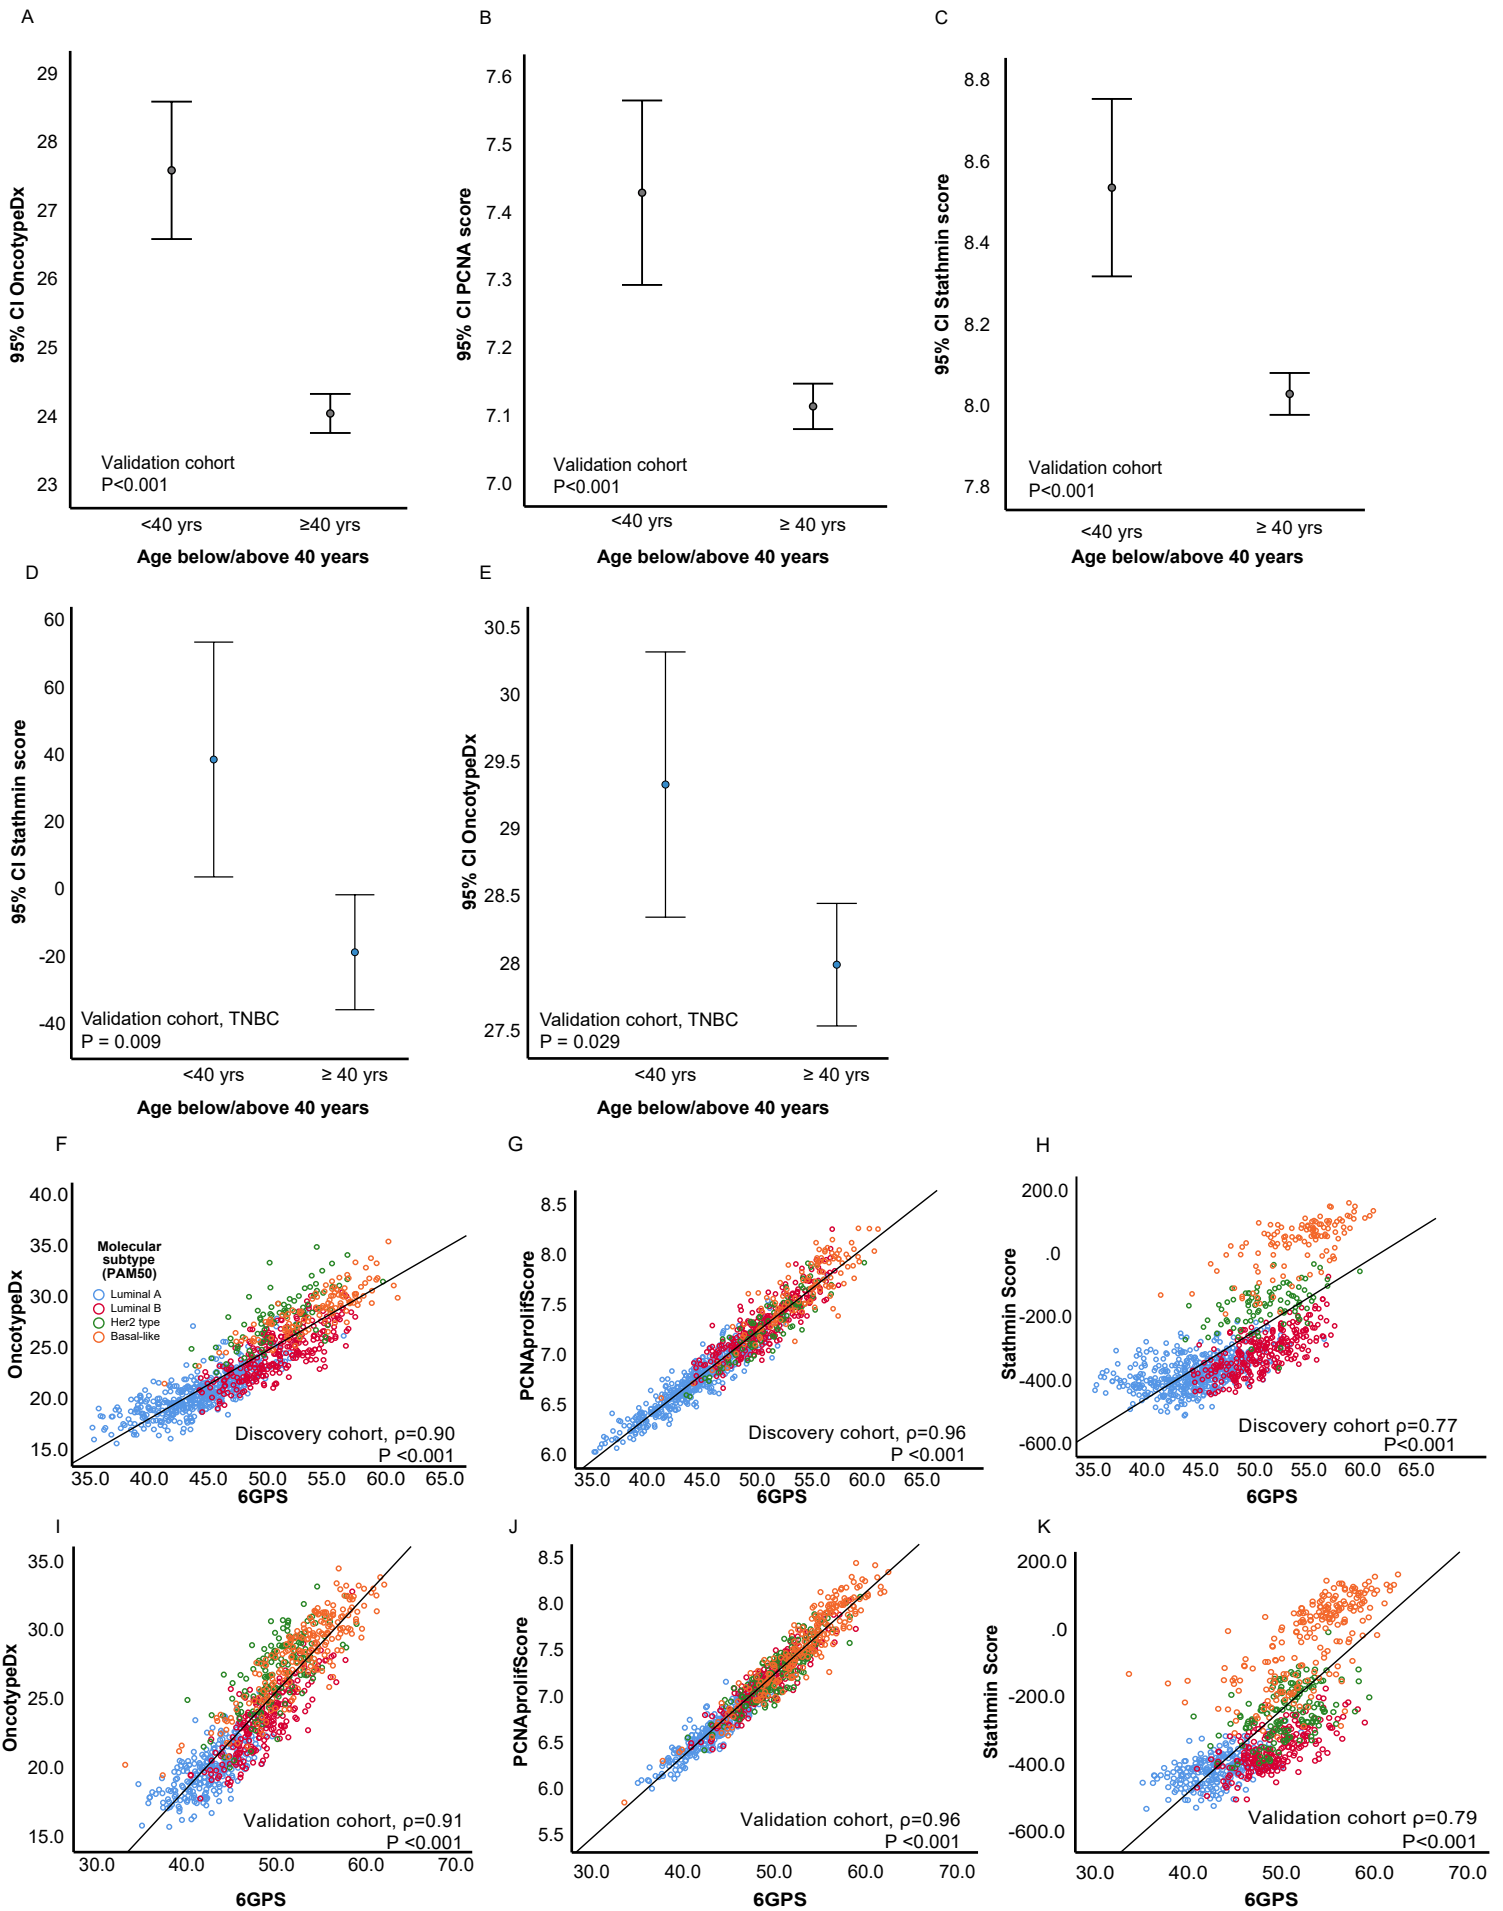 A
95% CI OncotypeDx
29
28
27
26
25
24
23
Validation cohort
P<0.001
<40 yrs
≥40 yrs
Age below/above 40 years
B
95% CI PCNA score
7.6
7.5
7.4
7.3
7.2
7.1
7.0
Validation cohort
P<0.001
<40 yrs
≥ 40 yrs
C
95% CI Stathmin score
8.8
8.6
8.4
8.2
8.0
7.8
Validation cohort
P<0.001
<40 yrs
≥ 40 yrs
Age below/above 40 years
D
95% CI Stathmin score
60
60
40
20
0
-20
-40
Validation cohort, TNBC
P = 0.009
<40 yrs
≥ 40 yrs
Age below/above 40 years
E
95% CI OncotypeDx
30.5
30
29.5
29
28.5
28
27.5
Validation cohort, TNBC
P = 0.029
<40 yrs
≥ 40 yrs
Age below/above 40 years
F
OncotypeDx
40.0
35.0
30.0
25.0
20.0
15.0
Molecular
subtype
(PAM50)
Luminal A
Luminal B
Her2 type
Basal-like
Discovery cohort, ρ=0.90
P <0.001
35.0 40.0 45.0 50.0 55.0 60.0 65.0
6GPS
G
PCNAprolifScore
8.5
8.0
7.5
7.0
6.5
6.0
Discovery cohort, ρ=0.96
P <0.001
35.0 40.0 45.0 50.0 55.0 60.0 65.0
6GPS
H
Stathmin Score
200.0
.0
-200.0
-400.0
-600.0
Discovery cohort ρ=0.77
P<0.001
35.0 40.0 45.0 50.0 55.0 60.0 65.0
6GPS
I
OncotypeDx
35.0
30.0
25.0
20.0
15.0
Validation cohort, ρ=0.91
P <0.001
30.0 40.0 50.0 60.0 70.0
6GPS
J
PCNAprolifScore
8.5
8.0
7.5
7.0
6.5
6.0
5.5
Validation cohort, ρ=0.96
P <0.001
30.0 40.0 50.0 60.0 70.0
6GPS
K
Stathmin Score
200.0
.0
-200.0
-400.0
-600.0
Validation cohort ρ=0.79
P<0.001
30.0 40.0 50.0 60.0 70.0
6GPS